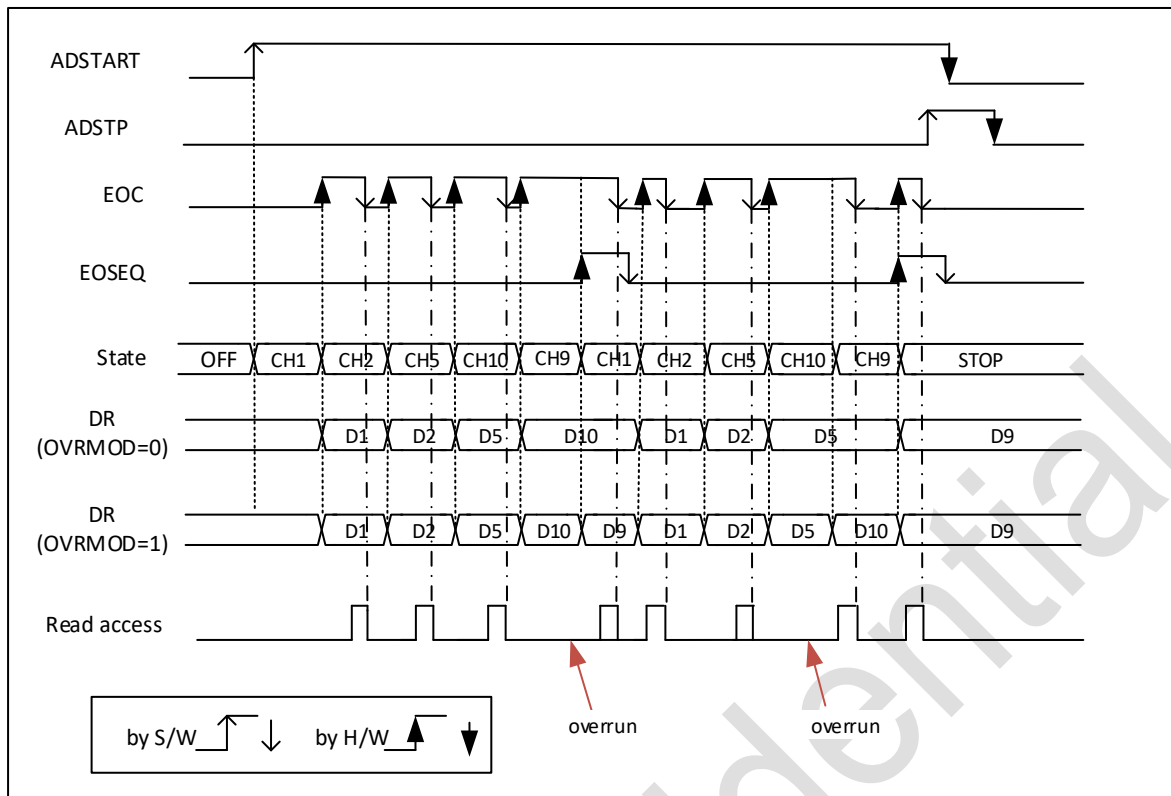 ADSTART
ADSTP
EOC
EOSEQ
State OFF CH1 CH2 CH5 CH10 CH9 CH1 CH2 CH5 CH10 CH9 STOP
DR
(OVRMOD=0) D1 D2 D5 D10 D1 D2 D5 D9
DR
(OVRMOD=1) D1 D2 D5 D10 D9 D1 D2 D5 D10 D9
Read access
overrun overrun
by S/W by H/W
idential